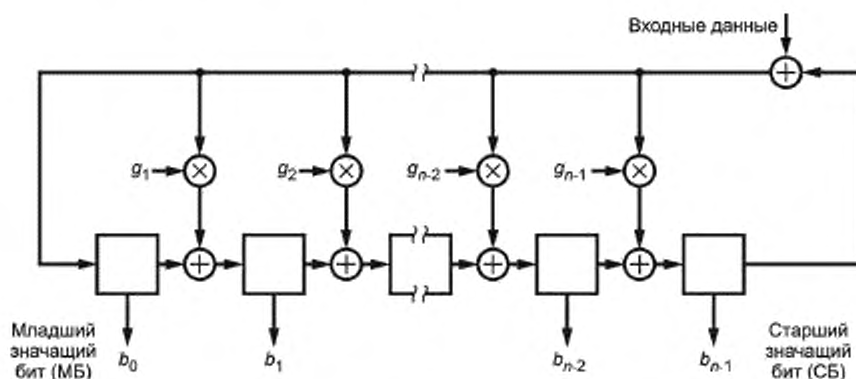 Входные данные
g1
g2
gn-2
gn-1
Младший
значащий
бит (МБ)
b0
b1
bn-2
bn-1
Старший
значащий
бит (СБ)